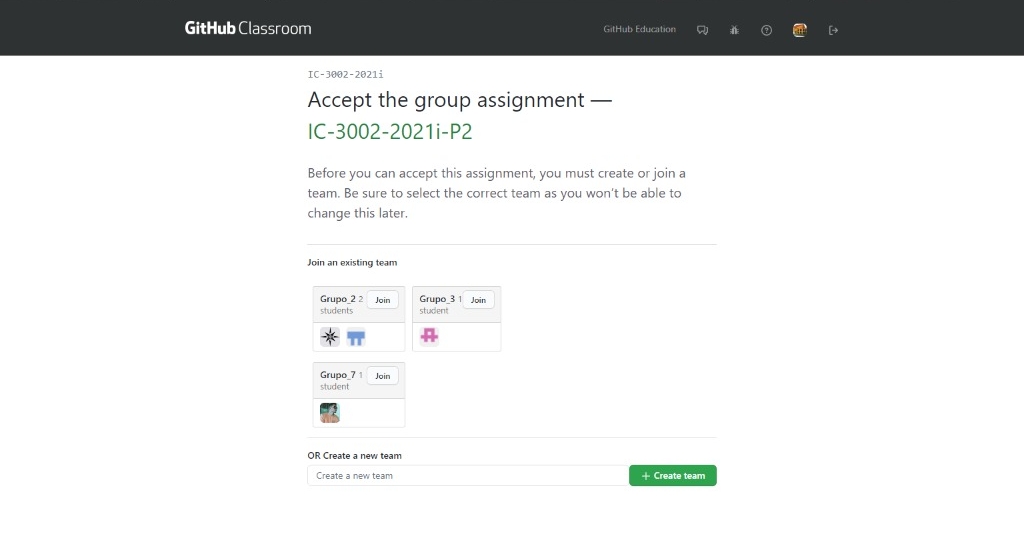 GitHub Classroom
GitHub Education
IC-3002-2021i
Accept the group assignment —
IC-3002-2021i-P2
Before you can accept this assignment, you must create or join a
team. Be sure to select the correct team as you won't be able to
change this later.
Join an existing team
Grupo_2 2 students
Join
Grupo_3 1 student
Join
Grupo_7 1 student
Join
OR Create a new team
Create a new team
+ Create team